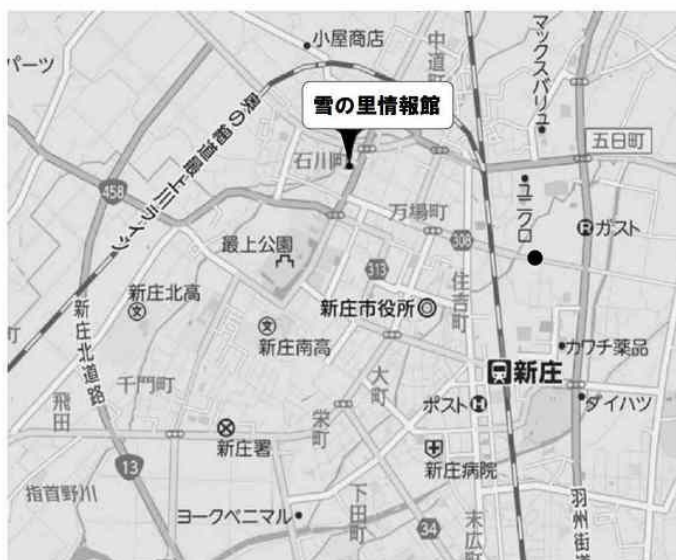 小屋商店
パーツ
中道町
マックスバリュ
雪の里情報館
奥の細道最上川ライン
石川町
五日町
458
ユニクロ
万場町
308
ガスト
最上公園
313
住吉町
新庄北高
新庄市役所
新庄南高
カワチ薬品
新庄北道路
町
千門町
大町
新庄
飛田
栄町
ポスト
ダイハツ
新庄署
13
新庄病院
指首野川
ヨークベニマル
下田町
34
末広町
羽州街道